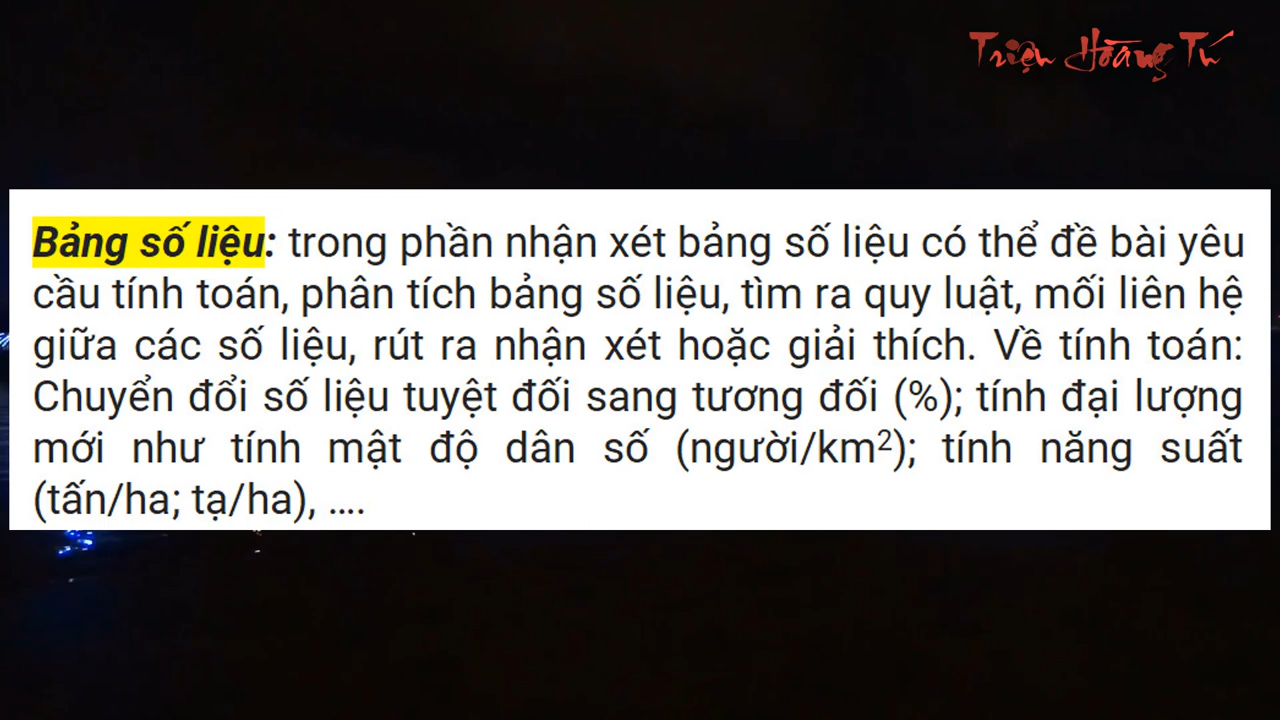 Triệu Hoàng Tú
Bảng số liệu: trong phần nhận xét bảng số liệu có thể đề bài yêu
cầu tính toán, phân tích bảng số liệu, tìm ra quy luật, mối liên hệ
giữa các số liệu, rút ra nhận xét hoặc giải thích. Về tính toán:
Chuyển đổi số liệu tuyệt đối sang tương đối (%); tính đại lượng
mới như tính mật độ dân số (người/km²); tính năng suất
(tấn/ha; tạ/ha), ....